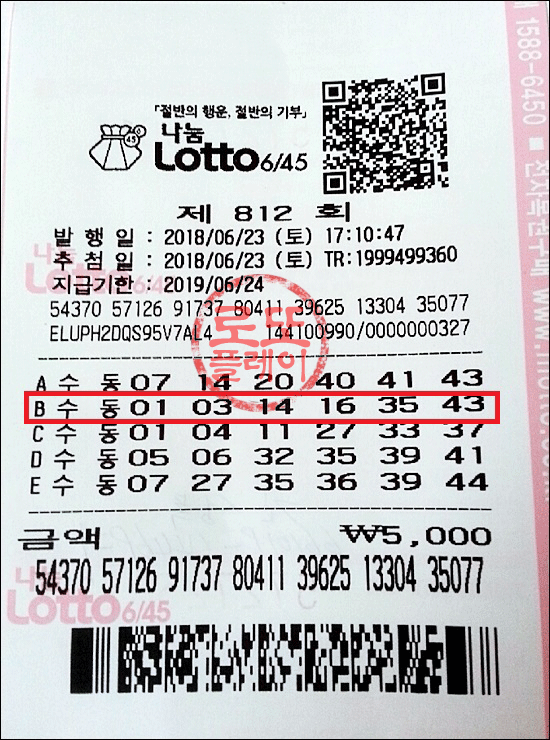 「절반의 행운, 절반의 기부」
나눔
Lotto 6/45
제 812 회
발 행 일 : 2018/06/23 (토) 17:10:47
추 첨 일 : 2018/06/23 (토) TR:1999499360
지급기한 : 2019/06/24
54370 57126 91737 80411 39625 13304 35077
ELUPH2DQS95V7AL4 144100990/0000000327
로또
플레이
A 수 동 07 14 20 40 41 43
B 수 동 01 03 14 16 35 43
C 수 동 01 04 11 27 33 37
D 수 동 05 06 32 35 39 41
E 수 동 07 27 35 36 39 44
금액 ₩5,000
54370 57126 91737 80411 39625 13304 35077
나눔
Lotto 6/45
1588-6450